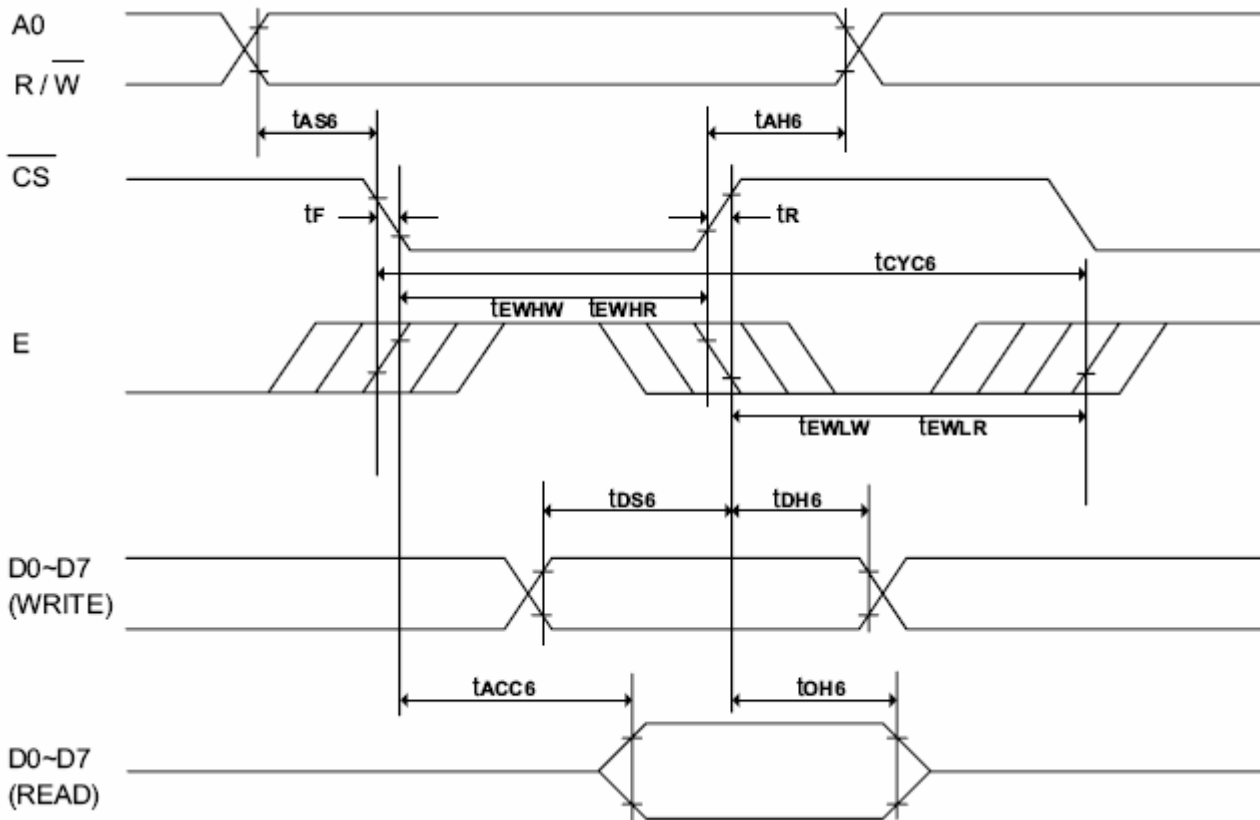 A0
R / W̅
tAS6 tAH6
C̅S̅
tF tR
tCYC6
tEWHW tEWHR
E
tEWLW tEWLR
tDS6 tDH6
D0~D7
(WRITE)
tACC6 tOH6
D0~D7
(READ)